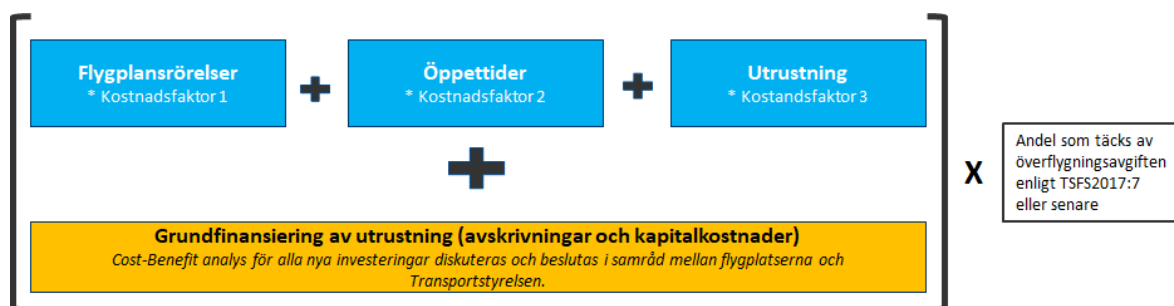 Flygplansrörelser
* Kostnadsfaktor 1
Öppettider
* Kostnadsfaktor 2
Utrustning
* Kostandsfaktor 3
Grundfinansiering av utrustning (avskrivningar och kapitalkostnader)
Cost-Benefit analys för alla nya investeringar diskuteras och beslutas i samråd mellan flygplatserna och
Transportstyrelsen.
X
Andel som täcks av
överflygningsavgiften
enligt TSFS2017:7
eller senare